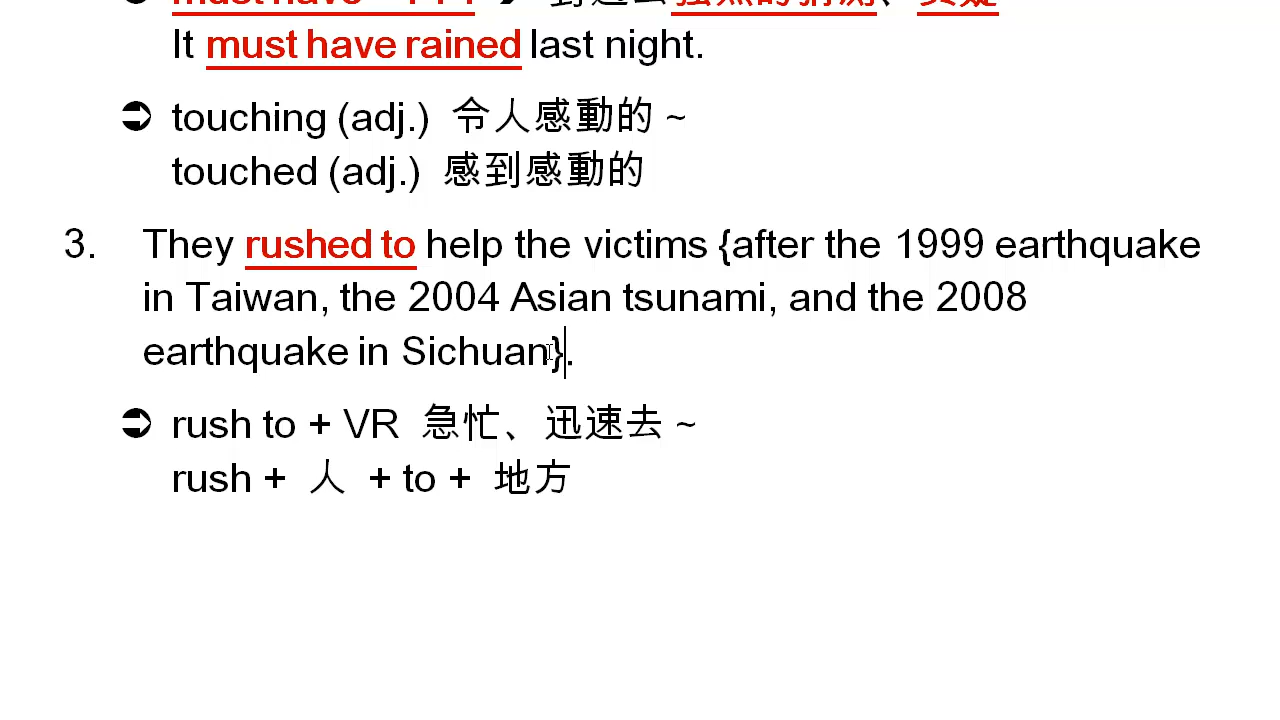 It must have rained last night.
➲ touching (adj.) 令人感動的 ~
touched (adj.) 感到感動的
3. They rushed to help the victims {after the 1999 earthquake
in Taiwan, the 2004 Asian tsunami, and the 2008
earthquake in Sichuan}.
➲ rush to + VR 急忙、迅速去 ~
rush + 人 + to + 地方